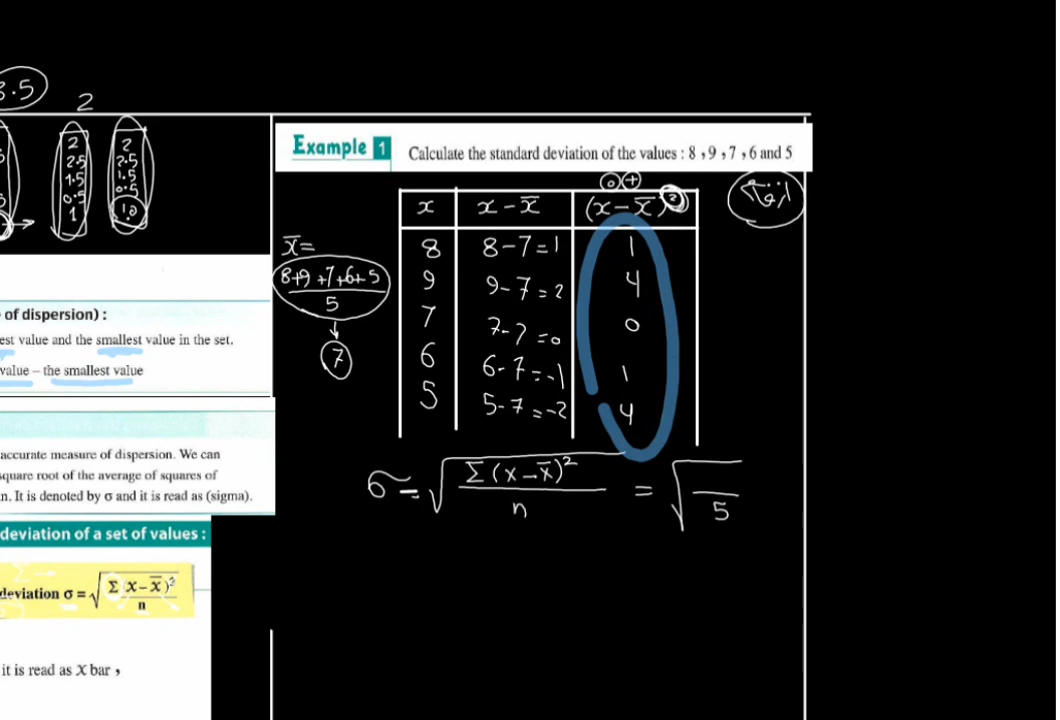 3.5
2
2
2.5
1.5
0.5
1
2
2.5
1.5
0.5
1.0
of dispersion) :
est value and the smallest value in the set.
value – the smallest value
accurate measure of dispersion. We can
square root of the average of squares of
n. It is denoted by σ and it is read as (sigma).
deviation of a set of values :
deviation σ = √ Σ (x – x̄)² / n
it is read as X bar ,
Example 1 Calculate the standard deviation of the values : 8 , 9 , 7 , 6 and 5
0 +
x x - x̄ (x - x̄)²
x̄ =
8+9+7+6+5
5
7
8 8-7=1 1
9 9-7=2 4
7 7-7=0 0
6 6-7=-1 1
5 5-7=-2 4
σ = √ Σ (x - x̄)² / n = √ / 5